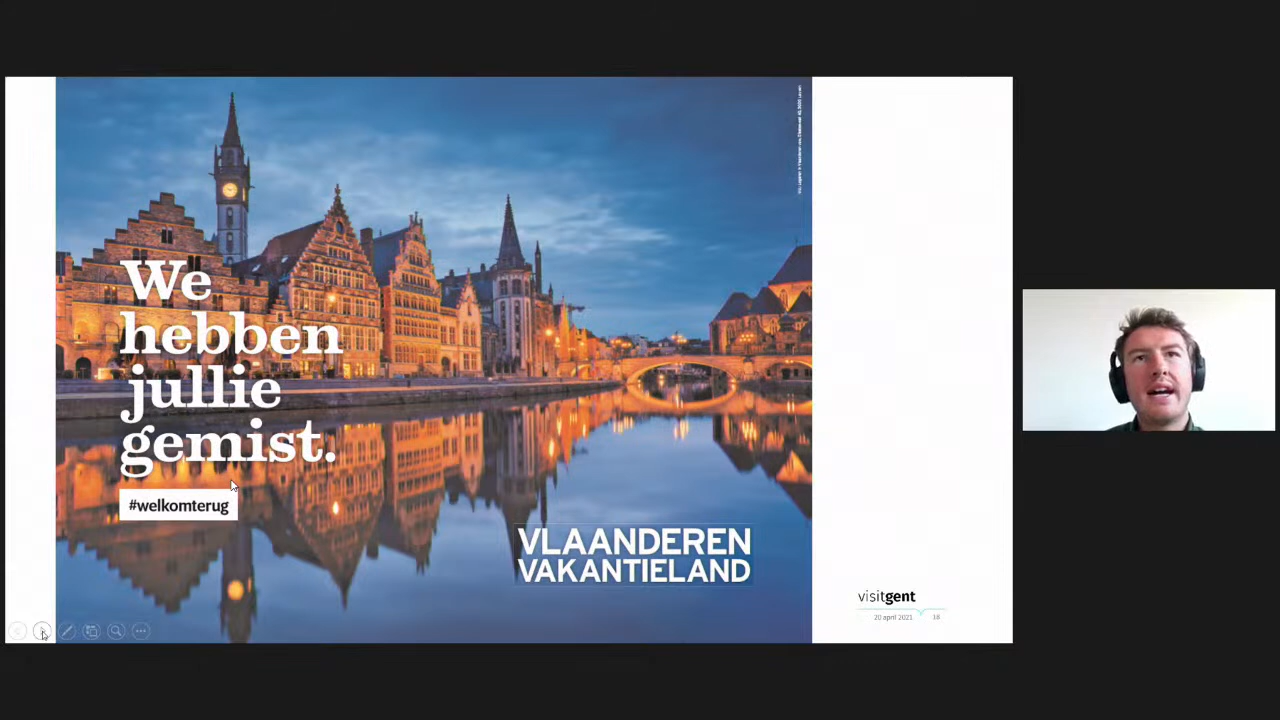 We
hebben
jullie
gemist.
#welkomterug
VLAANDEREN
VAKANTIELAND
visitgent
20 april 2021 18